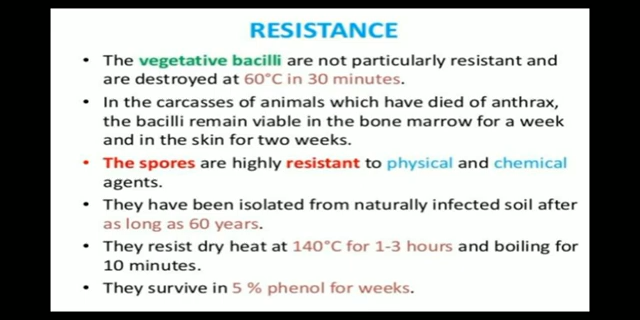 RESISTANCE
• The vegetative bacilli are not particularly resistant and
are destroyed at 60°C in 30 minutes.
• In the carcasses of animals which have died of anthrax,
the bacilli remain viable in the bone marrow for a week
and in the skin for two weeks.
• The spores are highly resistant to physical and chemical
agents.
• They have been isolated from naturally infected soil after
as long as 60 years.
• They resist dry heat at 140°C for 1-3 hours and boiling for
10 minutes.
• They survive in 5 % phenol for weeks.